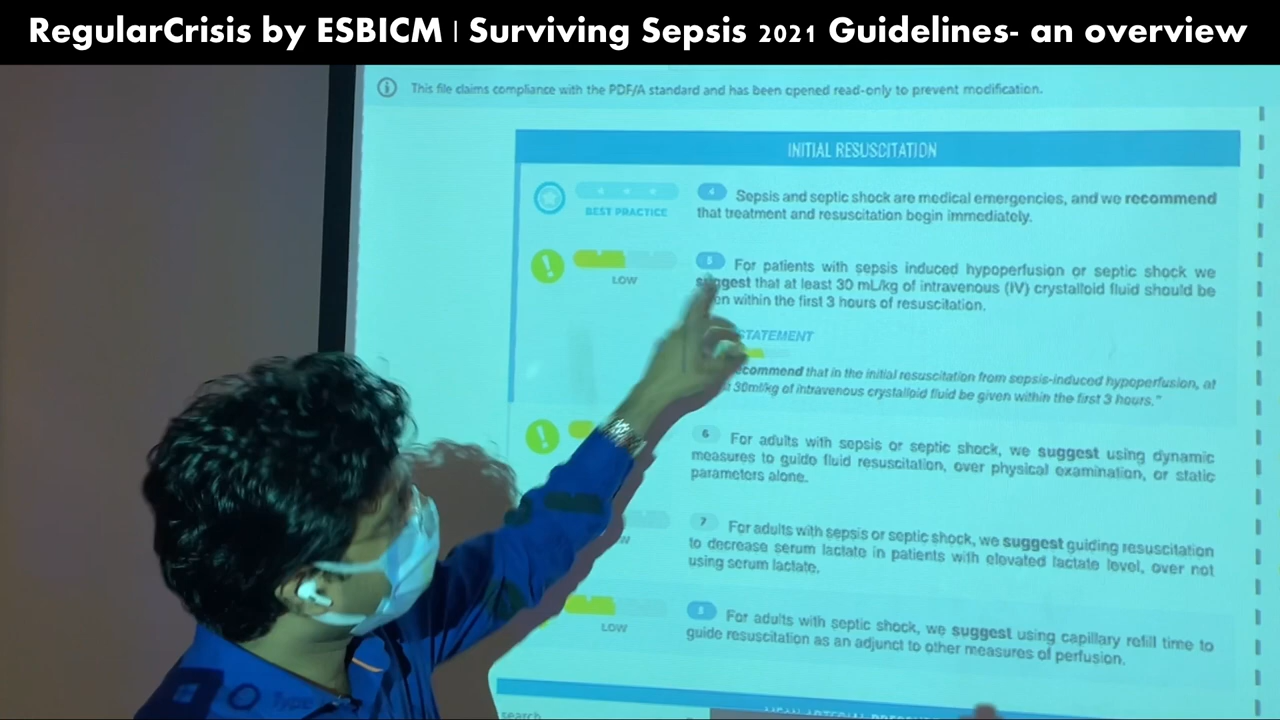 RegularCrisis by ESBICM | Surviving Sepsis 2021 Guidelines- an overview
This file claims compliance with the PDF/A standard and has been opened read-only to prevent modification.
INITIAL RESUSCITATION
4 Sepsis and septic shock are medical emergencies, and we recommend
that treatment and resuscitation begin immediately.
BEST PRACTICE
5 For patients with sepsis induced hypoperfusion or septic shock we
suggest that at least 30 mL/kg of intravenous (IV) crystalloid fluid should be
en within the first 3 hours of resuscitation.
LOW
STATEMENT
commend that in the initial resuscitation from sepsis-induced hypoperfusion, at
30ml/kg of intravenous crystalloid fluid be given within the first 3 hours."
6 For adults with sepsis or septic shock, we suggest using dynamic
measures to guide fluid resuscitation, over physical examination, or static
parameters alone.
7 For adults with sepsis or septic shock, we suggest guiding resuscitation
to decrease serum lactate in patients with elevated lactate level, over not
using serum lactate.
8 For adults with septic shock, we suggest using capillary refill time to
guide resuscitation as an adjunct to other measures of perfusion.
LOW
Type
search